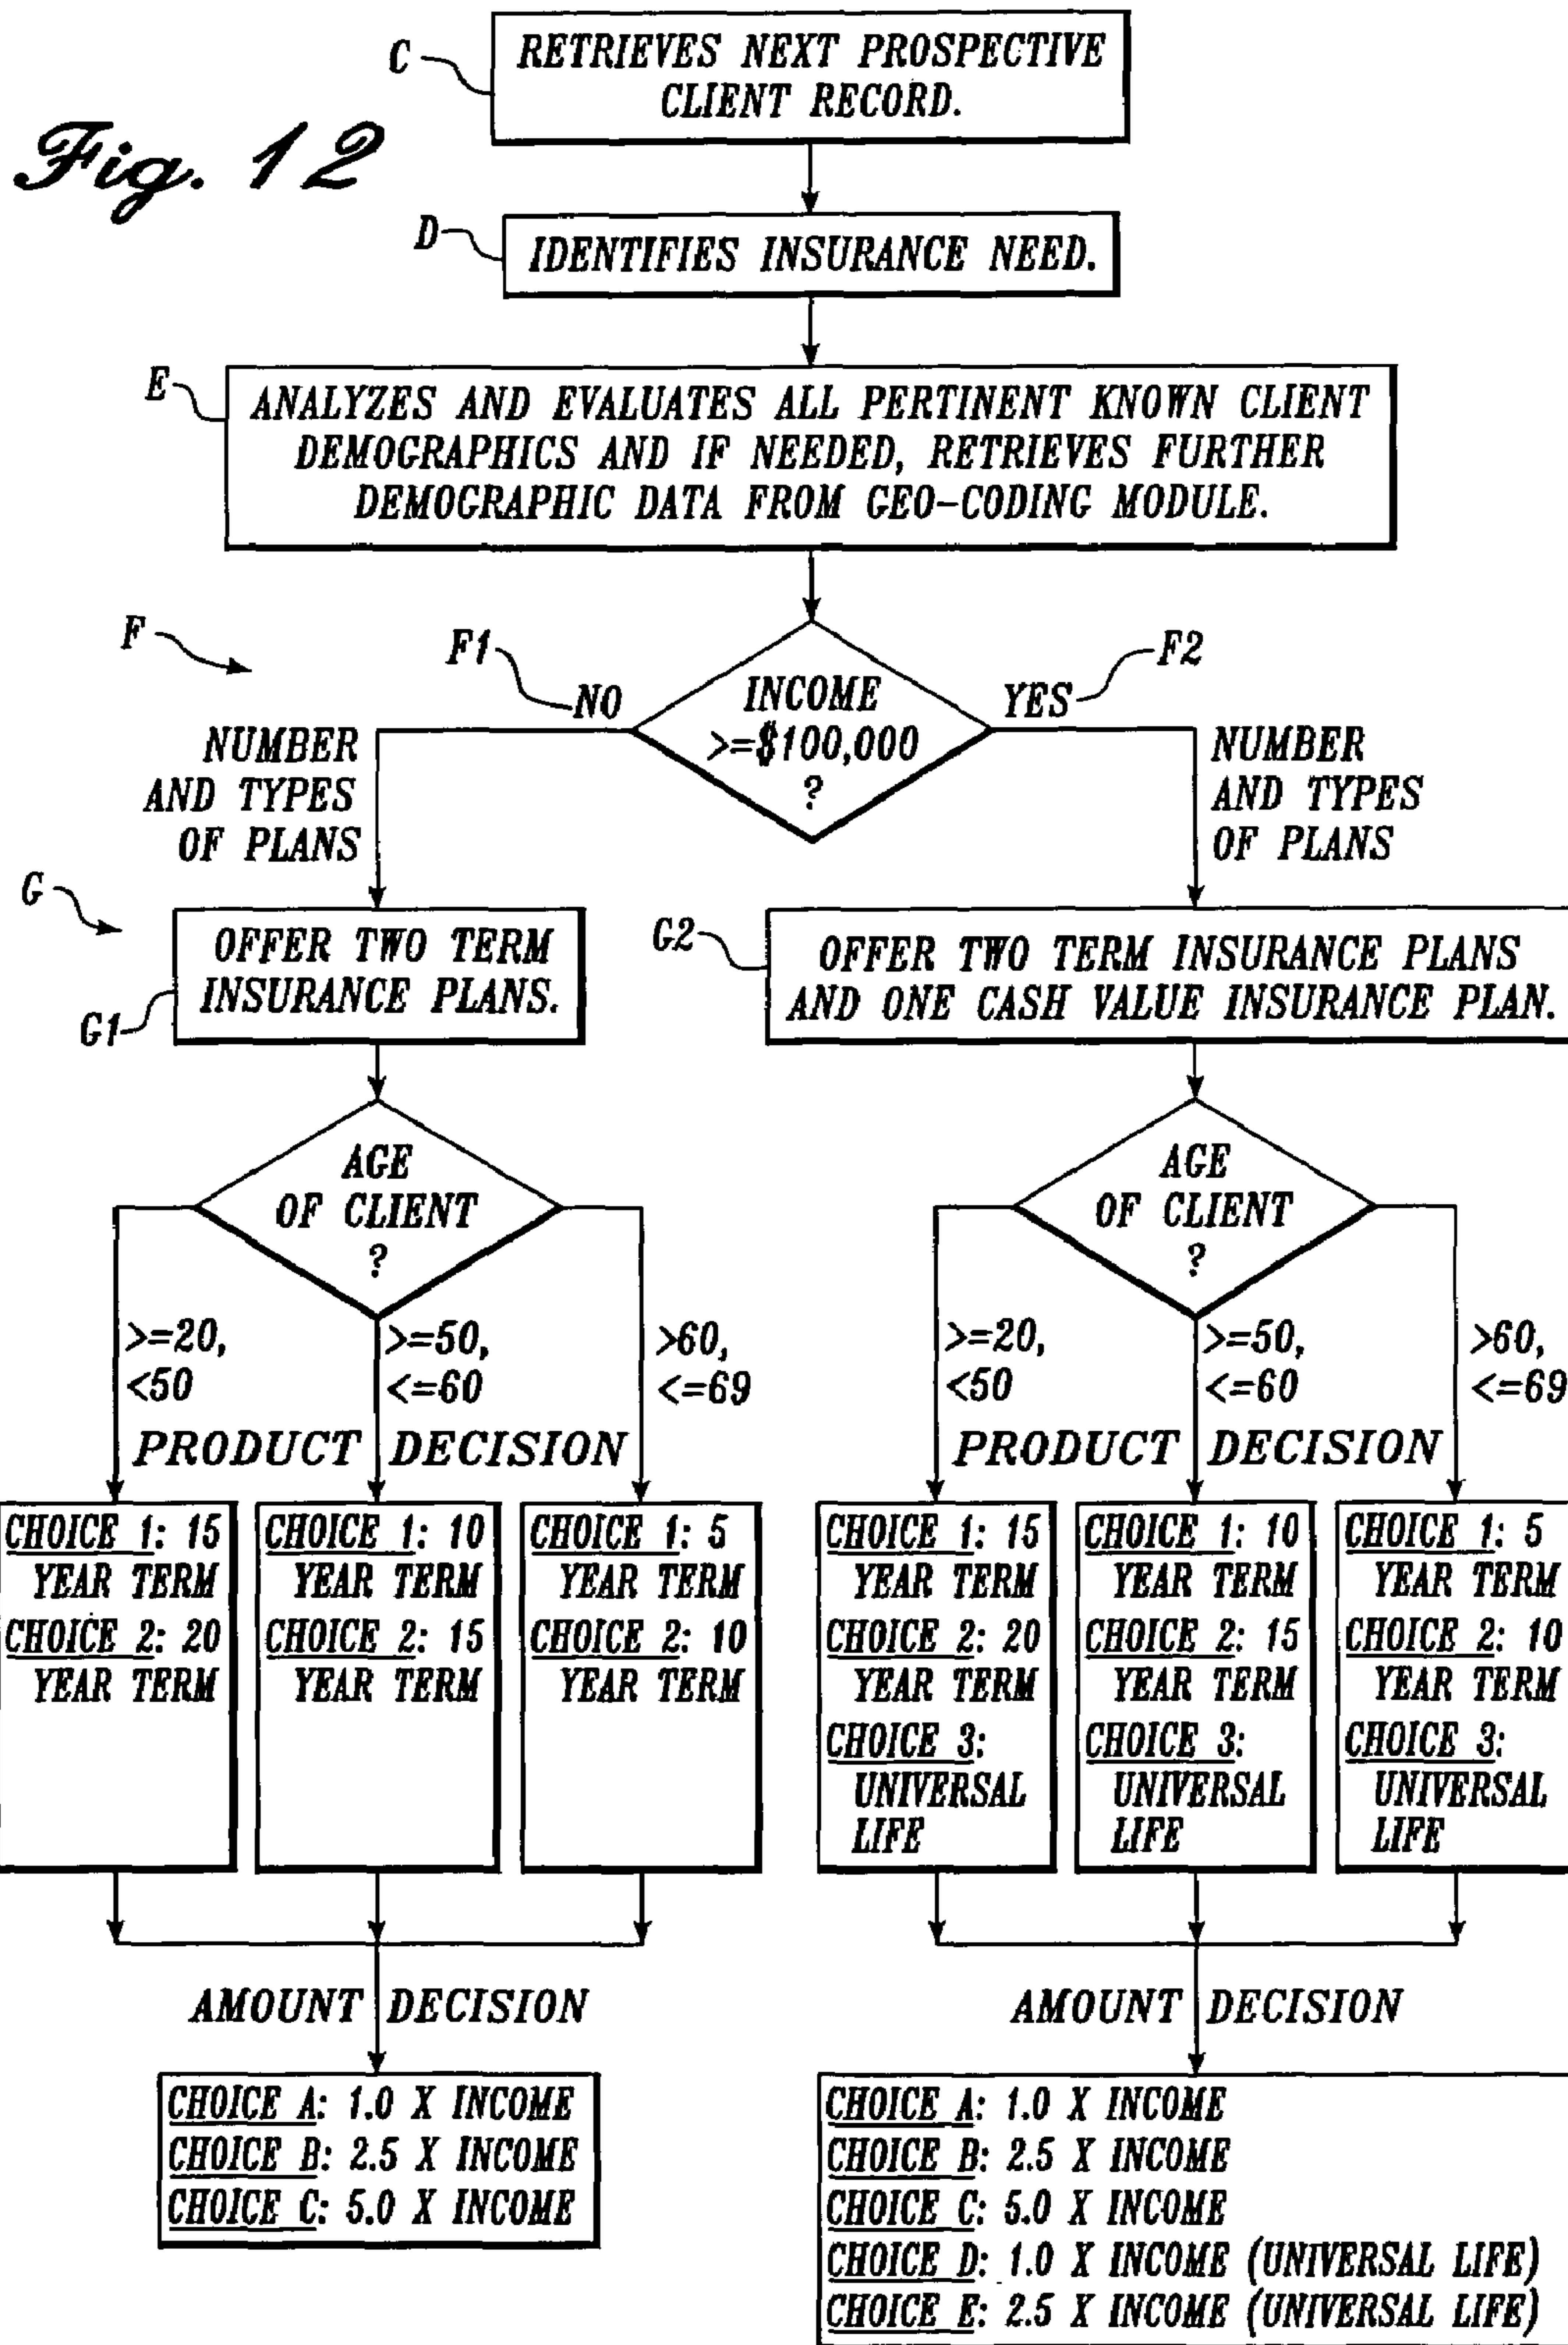 Fig. 12
C
RETRIEVES NEXT PROSPECTIVE
CLIENT RECORD.
D
IDENTIFIES INSURANCE NEED.
E
ANALYZES AND EVALUATES ALL PERTINENT KNOWN CLIENT
DEMOGRAPHICS AND IF NEEDED, RETRIEVES FURTHER
DEMOGRAPHIC DATA FROM GEO-CODING MODULE.
F
F1
NO
INCOME
>=$100,000
?
YES
F2
NUMBER
AND TYPES
OF PLANS
NUMBER
AND TYPES
OF PLANS
G
G1
OFFER TWO TERM
INSURANCE PLANS.
G2
OFFER TWO TERM INSURANCE PLANS
AND ONE CASH VALUE INSURANCE PLAN.
AGE
OF CLIENT
?
>=20,
<50
>=50,
<=60
>60,
<=69
PRODUCT DECISION
CHOICE 1: 15
YEAR TERM
CHOICE 2: 20
YEAR TERM
CHOICE 1: 10
YEAR TERM
CHOICE 2: 15
YEAR TERM
CHOICE 1: 5
YEAR TERM
CHOICE 2: 10
YEAR TERM
AMOUNT DECISION
CHOICE A: 1.0 X INCOME
CHOICE B: 2.5 X INCOME
CHOICE C: 5.0 X INCOME
AGE
OF CLIENT
?
>=20,
<50
>=50,
<=60
>60,
<=69
PRODUCT DECISION
CHOICE 1: 15
YEAR TERM
CHOICE 2: 20
YEAR TERM
CHOICE 3:
UNIVERSAL
LIFE
CHOICE 1: 10
YEAR TERM
CHOICE 2: 15
YEAR TERM
CHOICE 3:
UNIVERSAL
LIFE
CHOICE 1: 5
YEAR TERM
CHOICE 2: 10
YEAR TERM
CHOICE 3:
UNIVERSAL
LIFE
AMOUNT DECISION
CHOICE A: 1.0 X INCOME
CHOICE B: 2.5 X INCOME
CHOICE C: 5.0 X INCOME
CHOICE D: 1.0 X INCOME (UNIVERSAL LIFE)
CHOICE E: 2.5 X INCOME (UNIVERSAL LIFE)